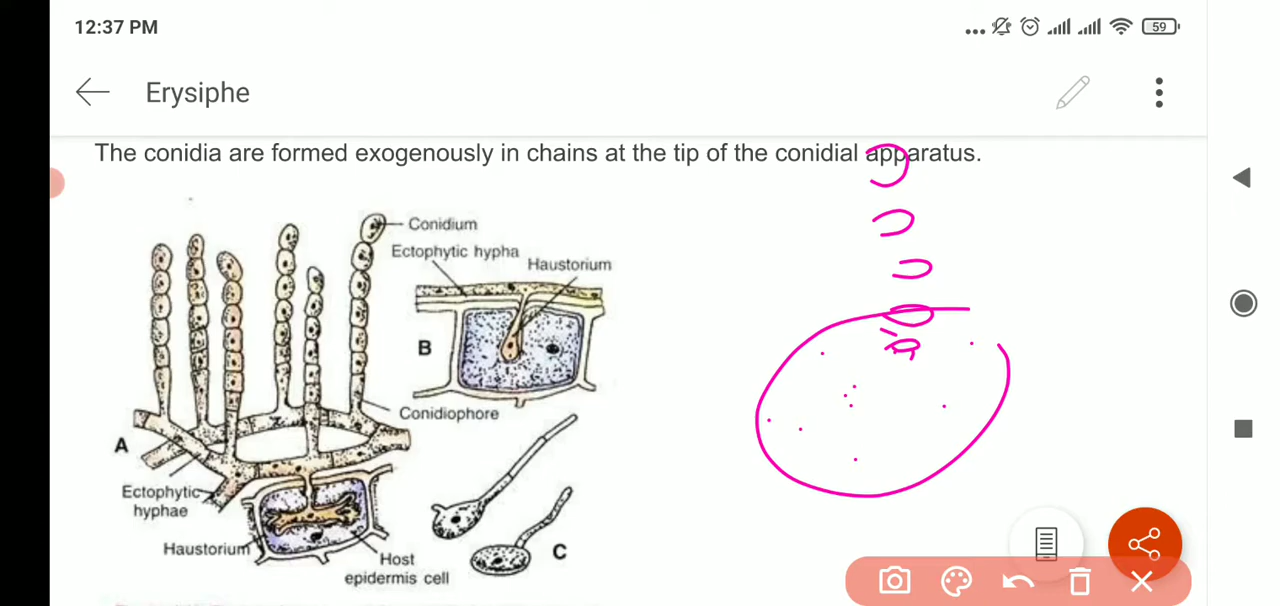 12:37 PM
59
Erysiphe
The conidia are formed exogenously in chains at the tip of the conidial apparatus.
Conidium
Ectophytic hypha
Haustorium
B
Conidiophore
A
Ectophytic
hyphae
Haustorium
Host
epidermis cell
C